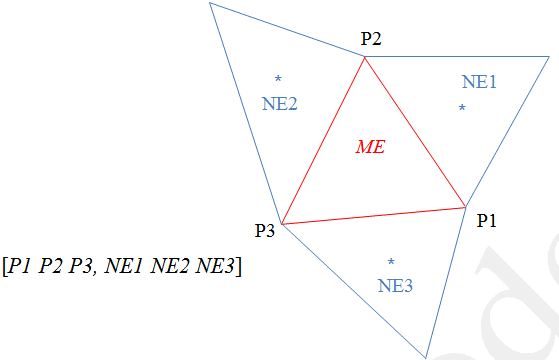 P2
*
NE2
NE1
*
ME
P1
P3
*
NE3
[P1 P2 P3, NE1 NE2 NE3]